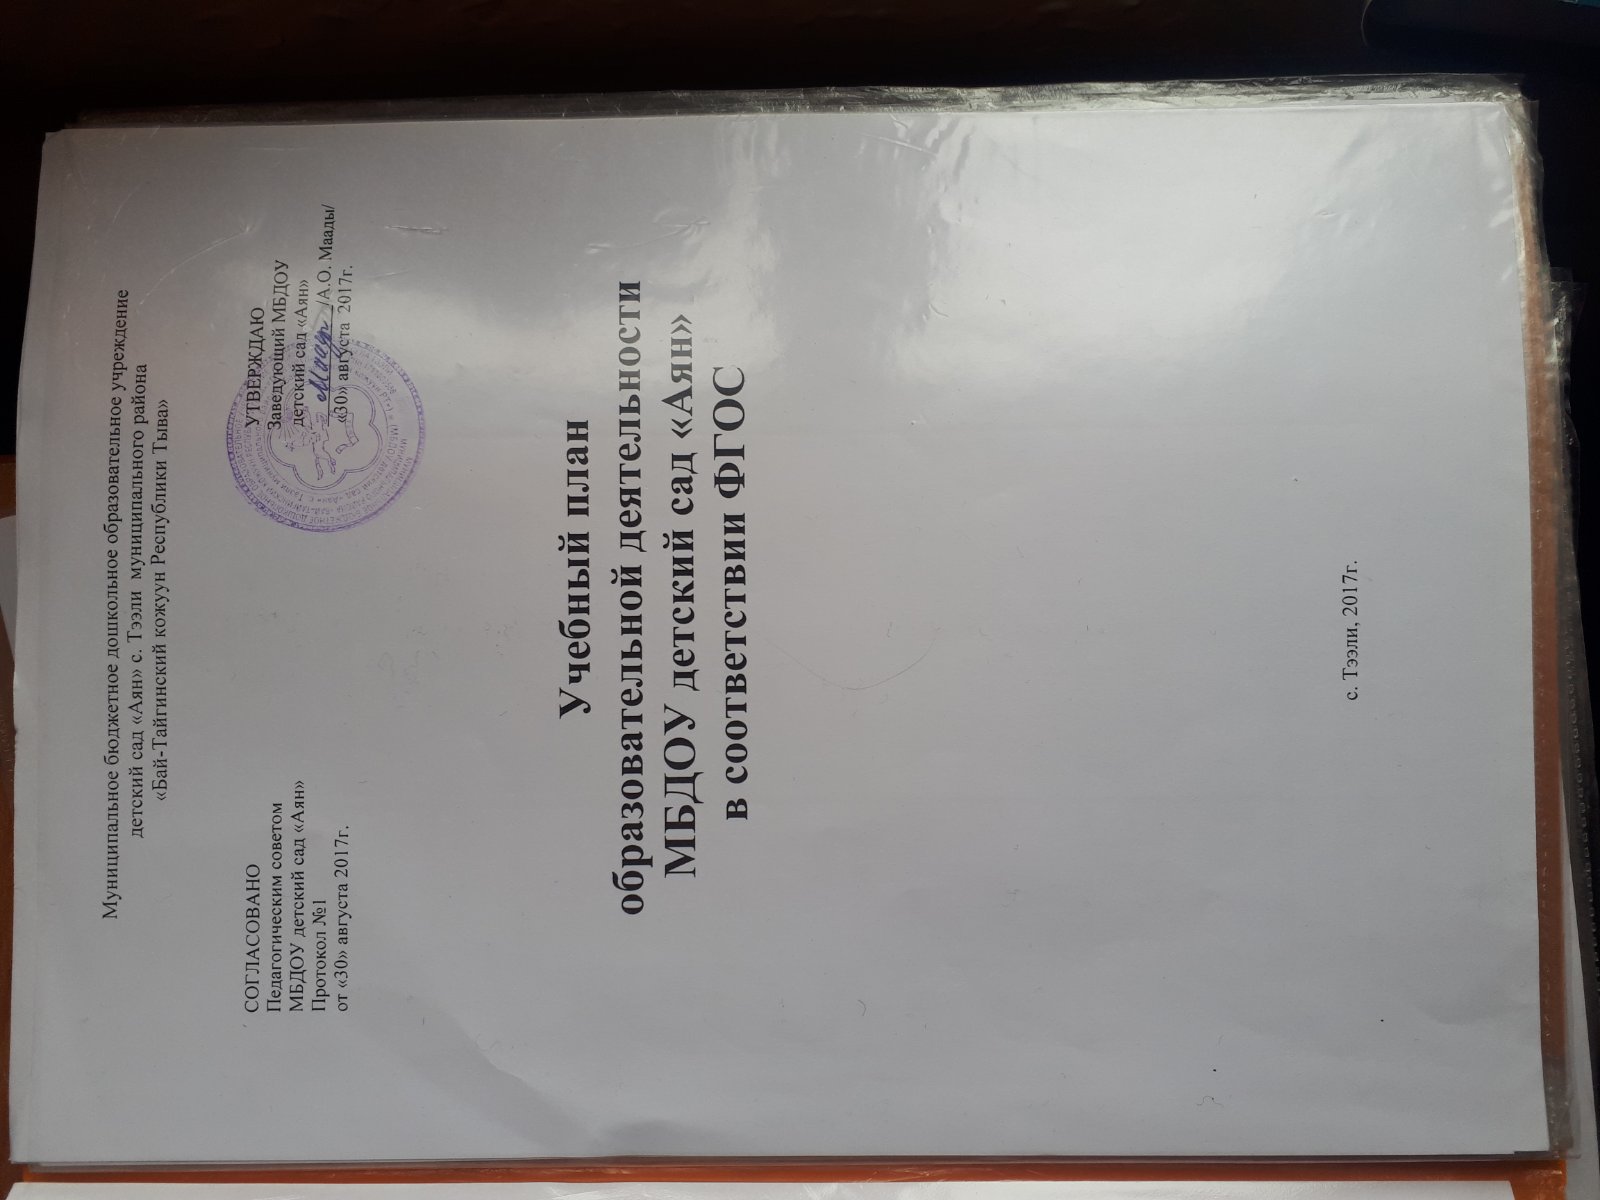 Муниципальное бюджетное дошкольное образовательное учреждение
детский сад «Аян» с. Тээли муниципального района
«Бай-Тайгинский кожуун Республики Тыва»
СОГЛАСОВАНО
Педагогическим советом
МБДОУ детский сад «Аян»
Протокол №1
от «30» августа 2017г.
УТВЕРЖДАЮ
Заведующий МБДОУ
детский сад «Аян»
/А.О. Маады/
«30» августа 2017г.
Учебный план
образовательной деятельности
МБДОУ детский сад «Аян»
в соответствии ФГОС
с. Тээли, 2017г.